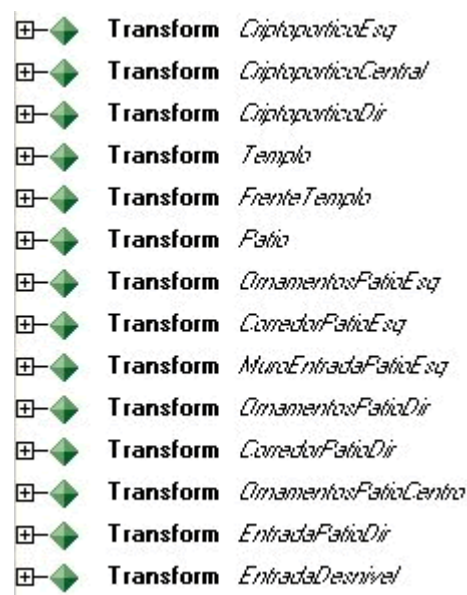 Transform CriptoporticoEsq
Transform CriptoporticoCentral
Transform CriptoporticoDir
Transform Templo
Transform FrenteTemplo
Transform Patio
Transform OrnamentosPatioEsq
Transform CorredorPatioEsq
Transform MuroEntradaPatioEsq
Transform OrnamentosPatioDir
Transform CorredorPatioDir
Transform OrnamentosPatioCentro
Transform EntradaPatioDir
Transform EntradaDesnivel